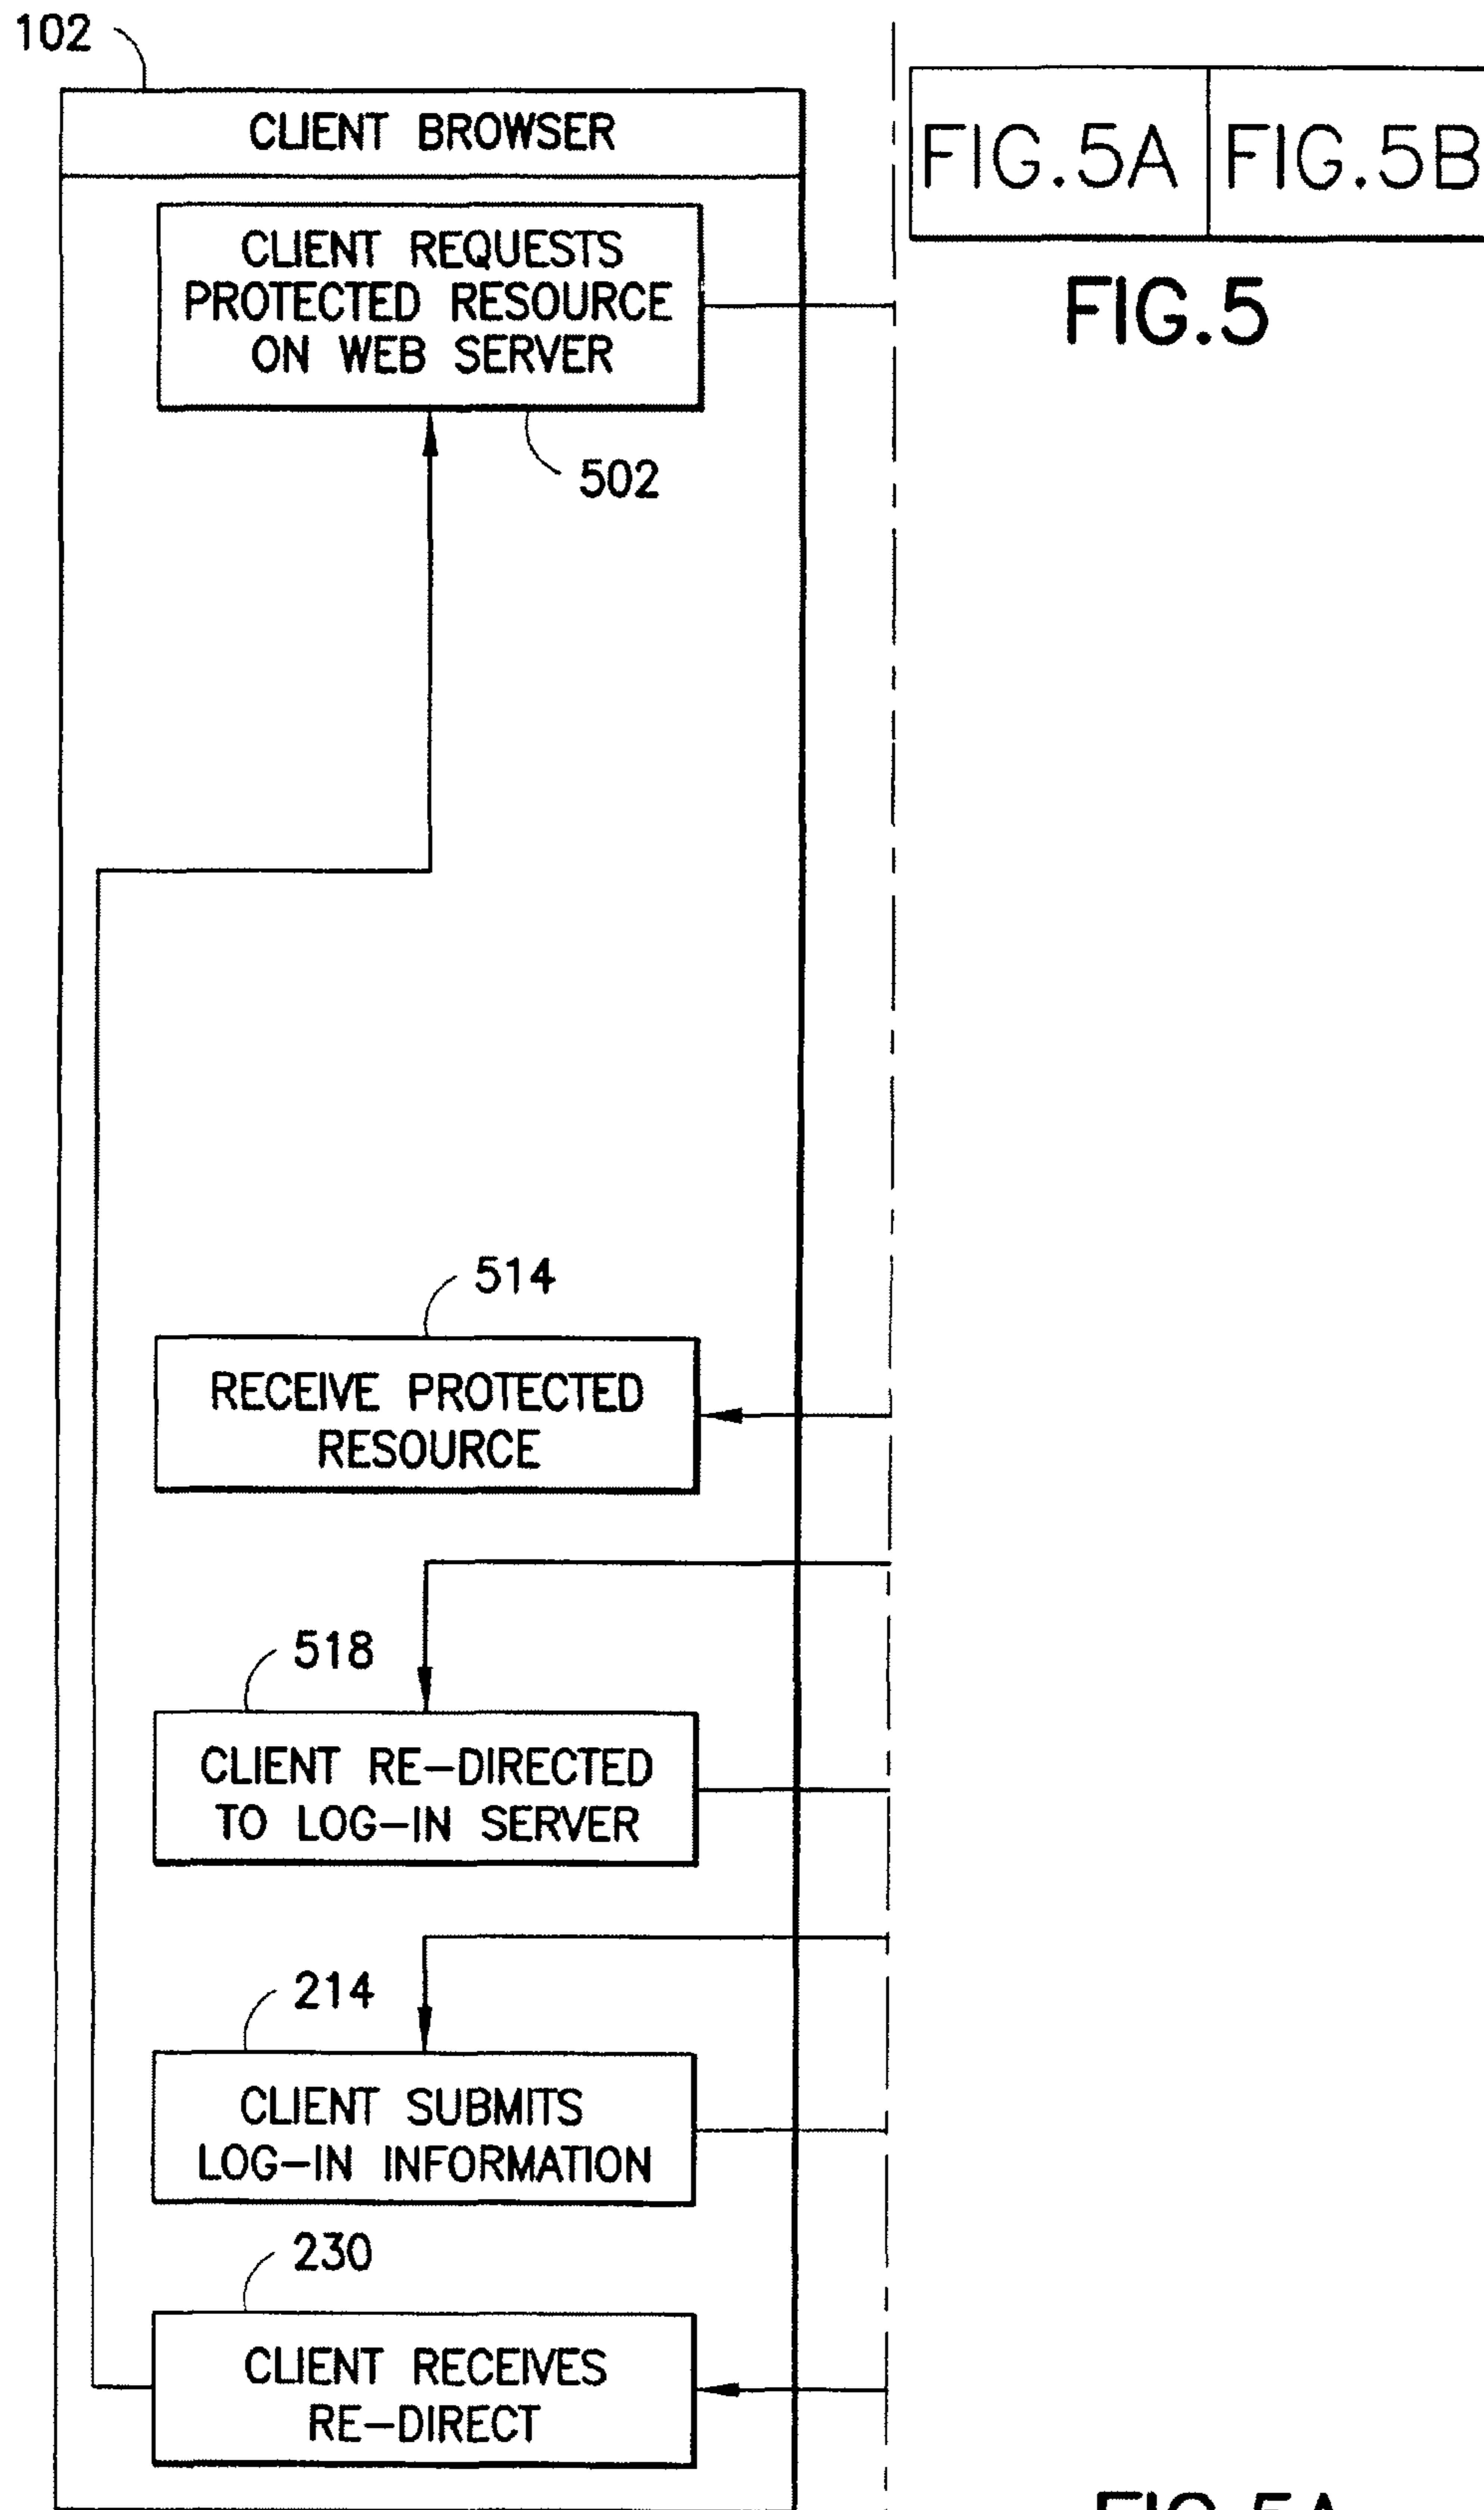 102
CLIENT BROWSER
FIG.5A FIG.5B
FIG.5
CLIENT REQUESTS
PROTECTED RESOURCE
ON WEB SERVER
502
514
RECEIVE PROTECTED
RESOURCE
518
CLIENT RE-DIRECTED
TO LOG-IN SERVER
214
CLIENT SUBMITS
LOG-IN INFORMATION
230
CLIENT RECEIVES
RE-DIRECT
FIG.5A